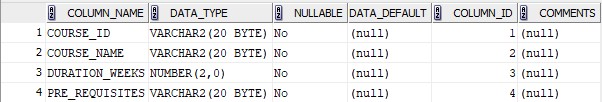 COLUMN_NAME DATA_TYPE NULLABLE DATA_DEFAULT COLUMN_ID COMMENTS
1 COURSE_ID VARCHAR2(20 BYTE) No (null) 1 (null)
2 COURSE_NAME VARCHAR2(20 BYTE) No (null) 2 (null)
3 DURATION_WEEKS NUMBER(2,0) No (null) 3 (null)
4 PRE_REQUISITES VARCHAR2(20 BYTE) No (null) 4 (null)